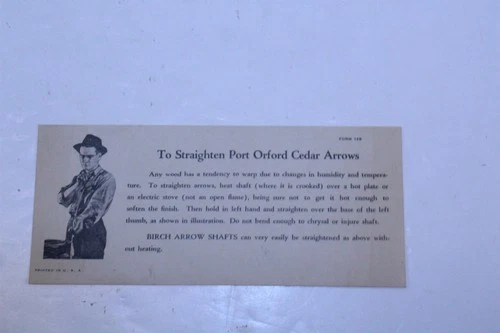 FORM 149
To Straighten Port Orford Cedar Arrows
Any wood has a tendency to warp due to changes in humidity and tempera-
ture. To straighten arrows, heat shaft (where it is crooked) over a hot plate or
an electric stove (not an open flame), being sure not to get it hot enough to
soften the finish. Then hold in left hand and straighten over the base of the left
thumb, as shown in illustration. Do not bend enough to chrysal or injure shaft.
BIRCH ARROW SHAFTS can very easily be straightened as above with-
out heating.
PRINTED IN U. S. A.